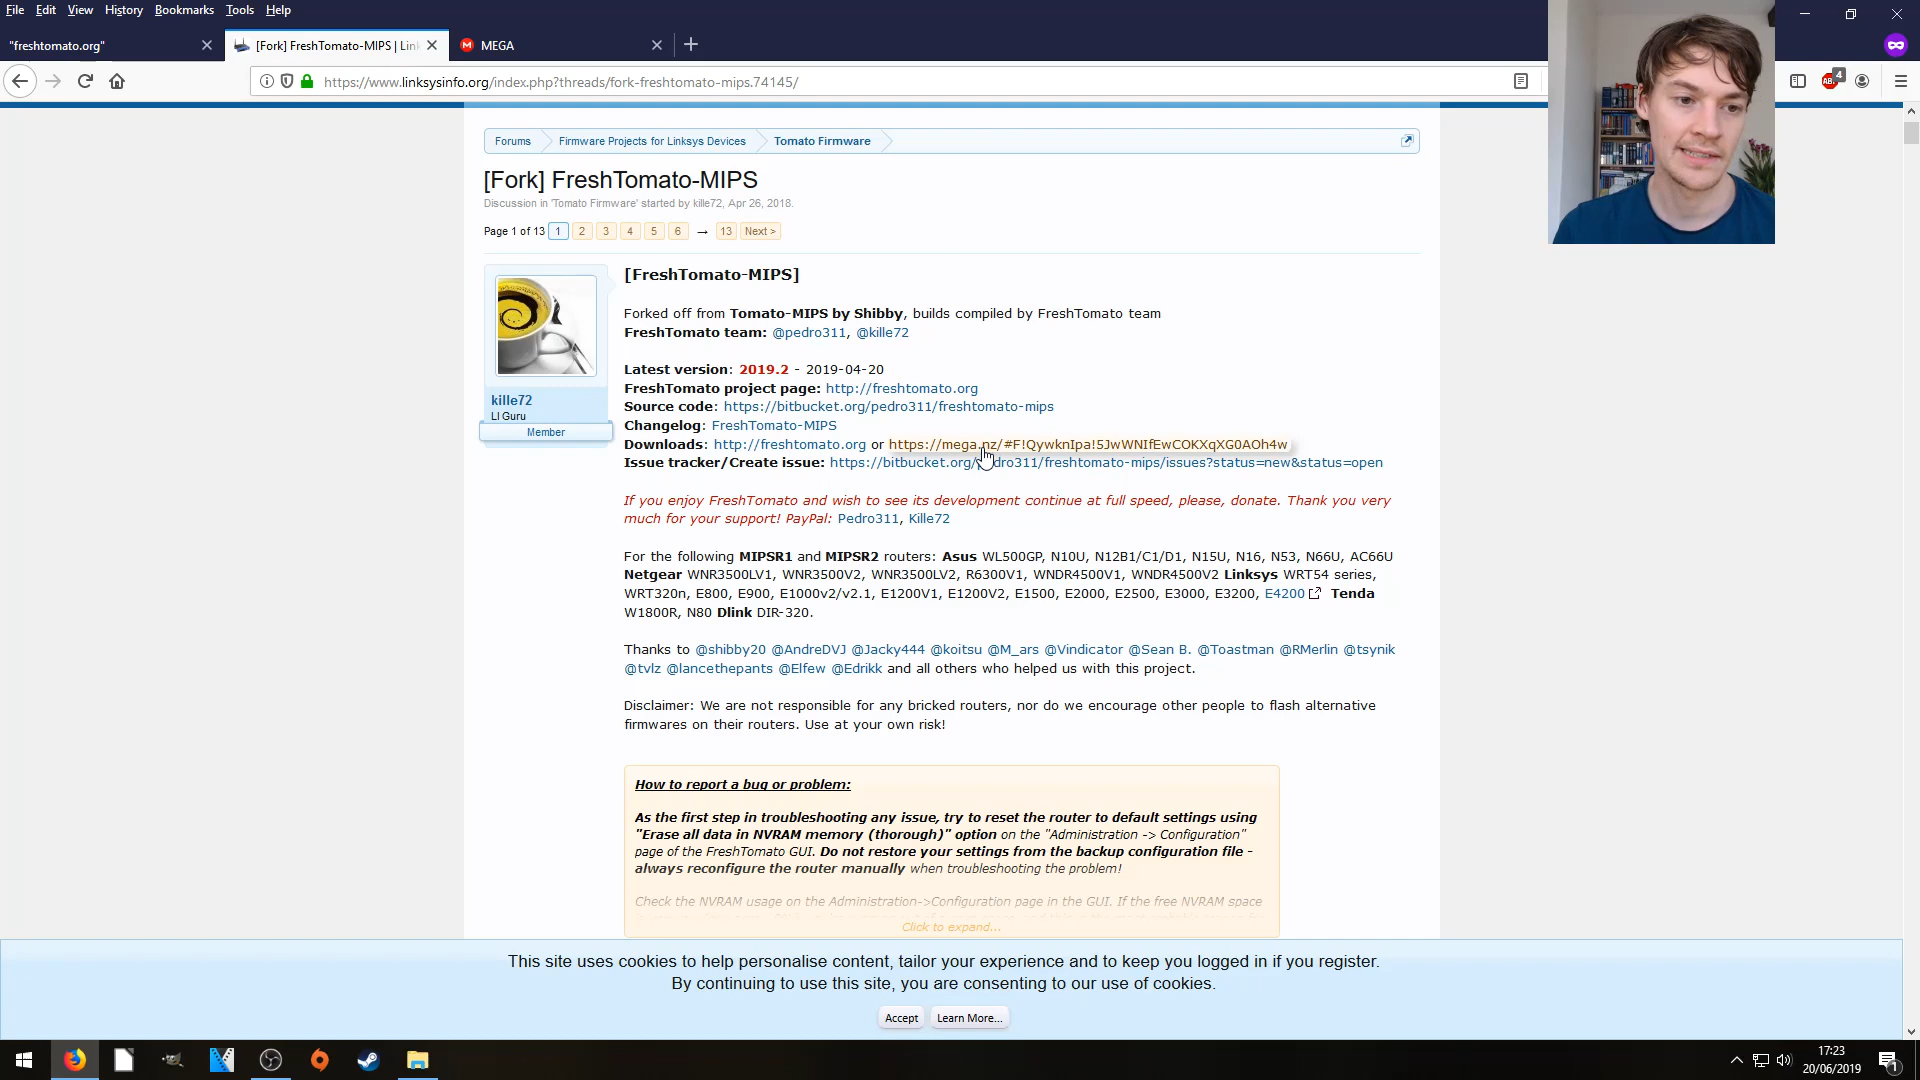 File Edit View History Bookmarks Tools Help
"freshtomato.org"
[Fork] FreshTomato-MIPS | Link
MEGA
https://www.linksysinfo.org/index.php?threads/fork-freshtomato-mips.74145/
ABP 4
Forums Firmware Projects for Linksys Devices Tomato Firmware
[Fork] FreshTomato-MIPS
Discussion in 'Tomato Firmware' started by kille72, Apr 26, 2018.
Page 1 of 13 1 2 3 4 5 6 → 13 Next >
kille72
LI Guru
Member
[FreshTomato-MIPS]
Forked off from Tomato-MIPS by Shibby, builds compiled by FreshTomato team
FreshTomato team: @pedro311, @kille72
Latest version: 2019.2 - 2019-04-20
FreshTomato project page: http://freshtomato.org
Source code: https://bitbucket.org/pedro311/freshtomato-mips
Changelog: FreshTomato-MIPS
Downloads: http://freshtomato.org or https://mega.nz/#F!QywknIpa!5JwWNIfEwCOKXqXG0AOh4w
Issue tracker/Create issue: https://bitbucket.org/pedro311/freshtomato-mips/issues?status=new&status=open
If you enjoy FreshTomato and wish to see its development continue at full speed, please, donate. Thank you very
much for your support! PayPal: Pedro311, Kille72
For the following MIPSR1 and MIPSR2 routers: Asus WL500GP, N10U, N12B1/C1/D1, N15U, N16, N53, N66U, AC66U
Netgear WNR3500LV1, WNR3500V2, WNR3500LV2, R6300V1, WNDR4500V1, WNDR4500V2 Linksys WRT54 series,
WRT320n, E800, E900, E1000v2/v2.1, E1200V1, E1200V2, E1500, E2000, E2500, E3000, E3200, E4200 Tenda
W1800R, N80 Dlink DIR-320.
Thanks to @shibby20 @AndreDVJ @Jacky444 @koitsu @M_ars @Vindicator @Sean B. @Toastman @RMerlin @tsynik
@tvlz @lancethepants @Elfew @Edrikk and all others who helped us with this project.
Disclaimer: We are not responsible for any bricked routers, nor do we encourage other people to flash alternative
firmwares on their routers. Use at your own risk!
How to report a bug or problem:
As the first step in troubleshooting any issue, try to reset the router to default settings using
"Erase all data in NVRAM memory (thorough)" option on the "Administration -> Configuration"
page of the FreshTomato GUI. Do not restore your settings from the backup configuration file -
always reconfigure the router manually when troubleshooting the problem!
Check the NVRAM usage on the Administration->Configuration page in the GUI. If the free NVRAM space
Click to expand...
This site uses cookies to help personalise content, tailor your experience and to keep you logged in if you register.
By continuing to use this site, you are consenting to our use of cookies.
Accept Learn More...
17:23
20/06/2019
1